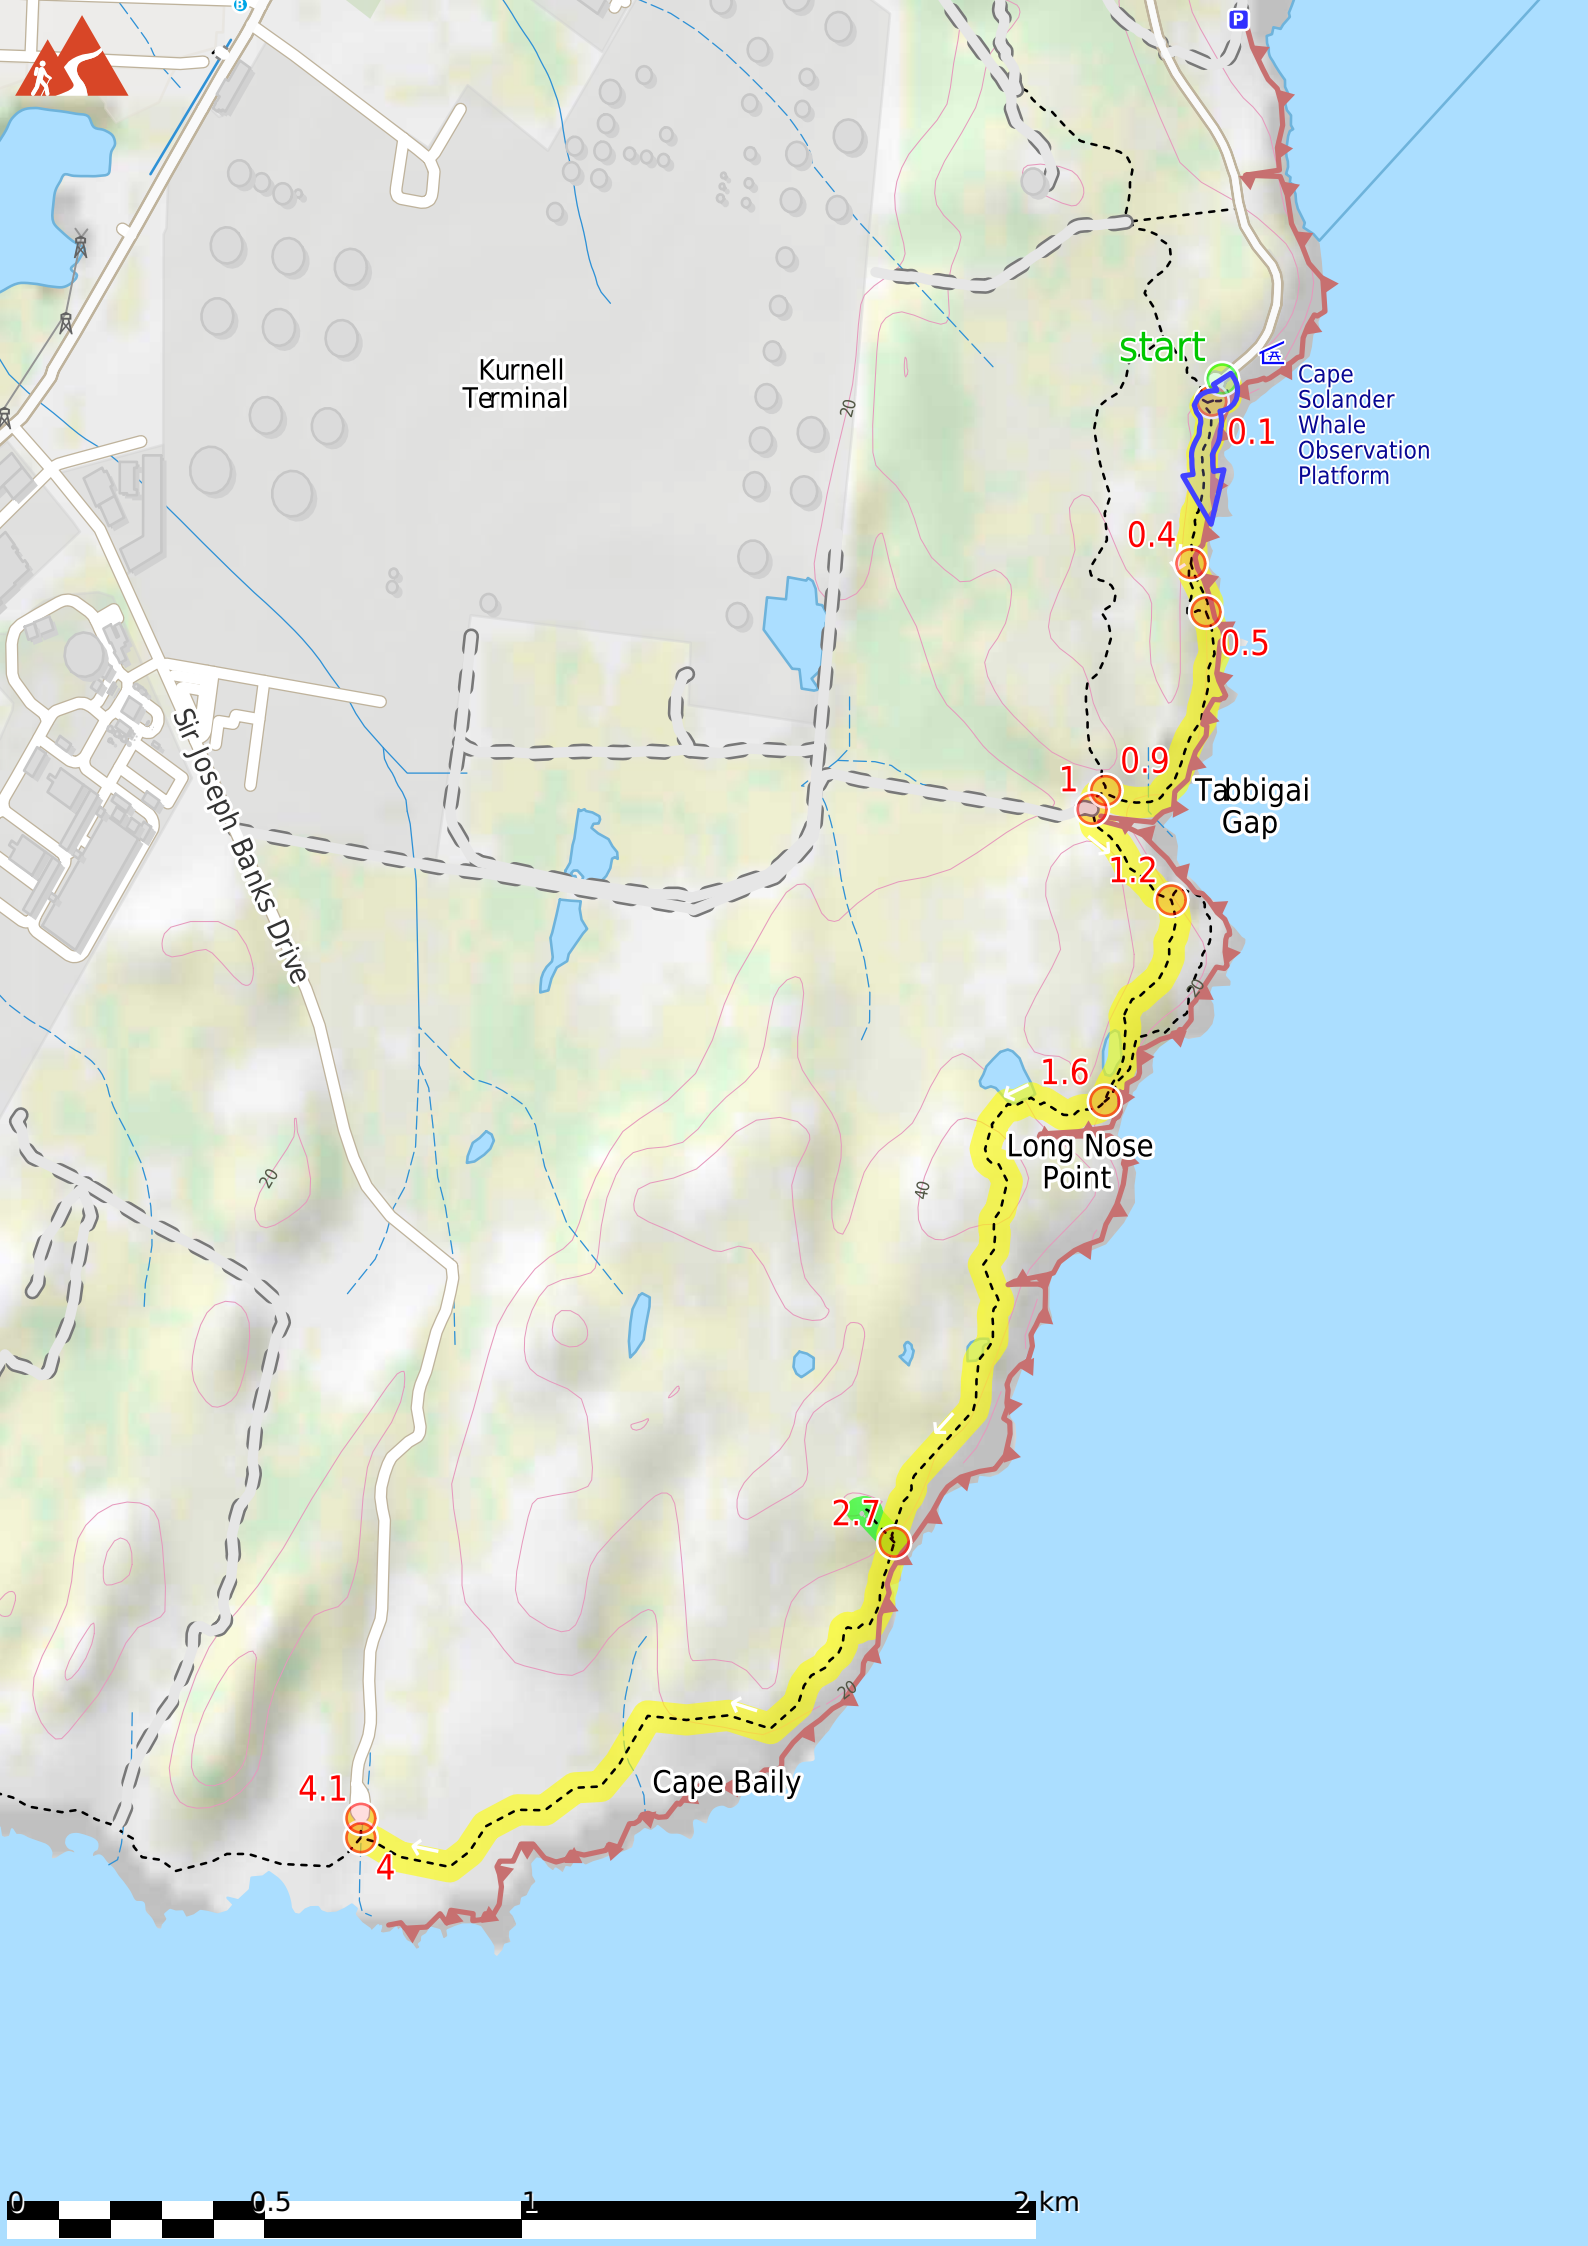 B
P
start
Cape
Solander
Whale
Observation
Platform
Kurnell
Terminal
20
0.1
0.4
0.5
0.9
1
Tabbigai
Gap
1.2
Sir Joseph Banks Drive
20
1.6
Long Nose
Point
20
40
2.7
20
Cape Baily
4.1
4
0
0.5
1
2 km